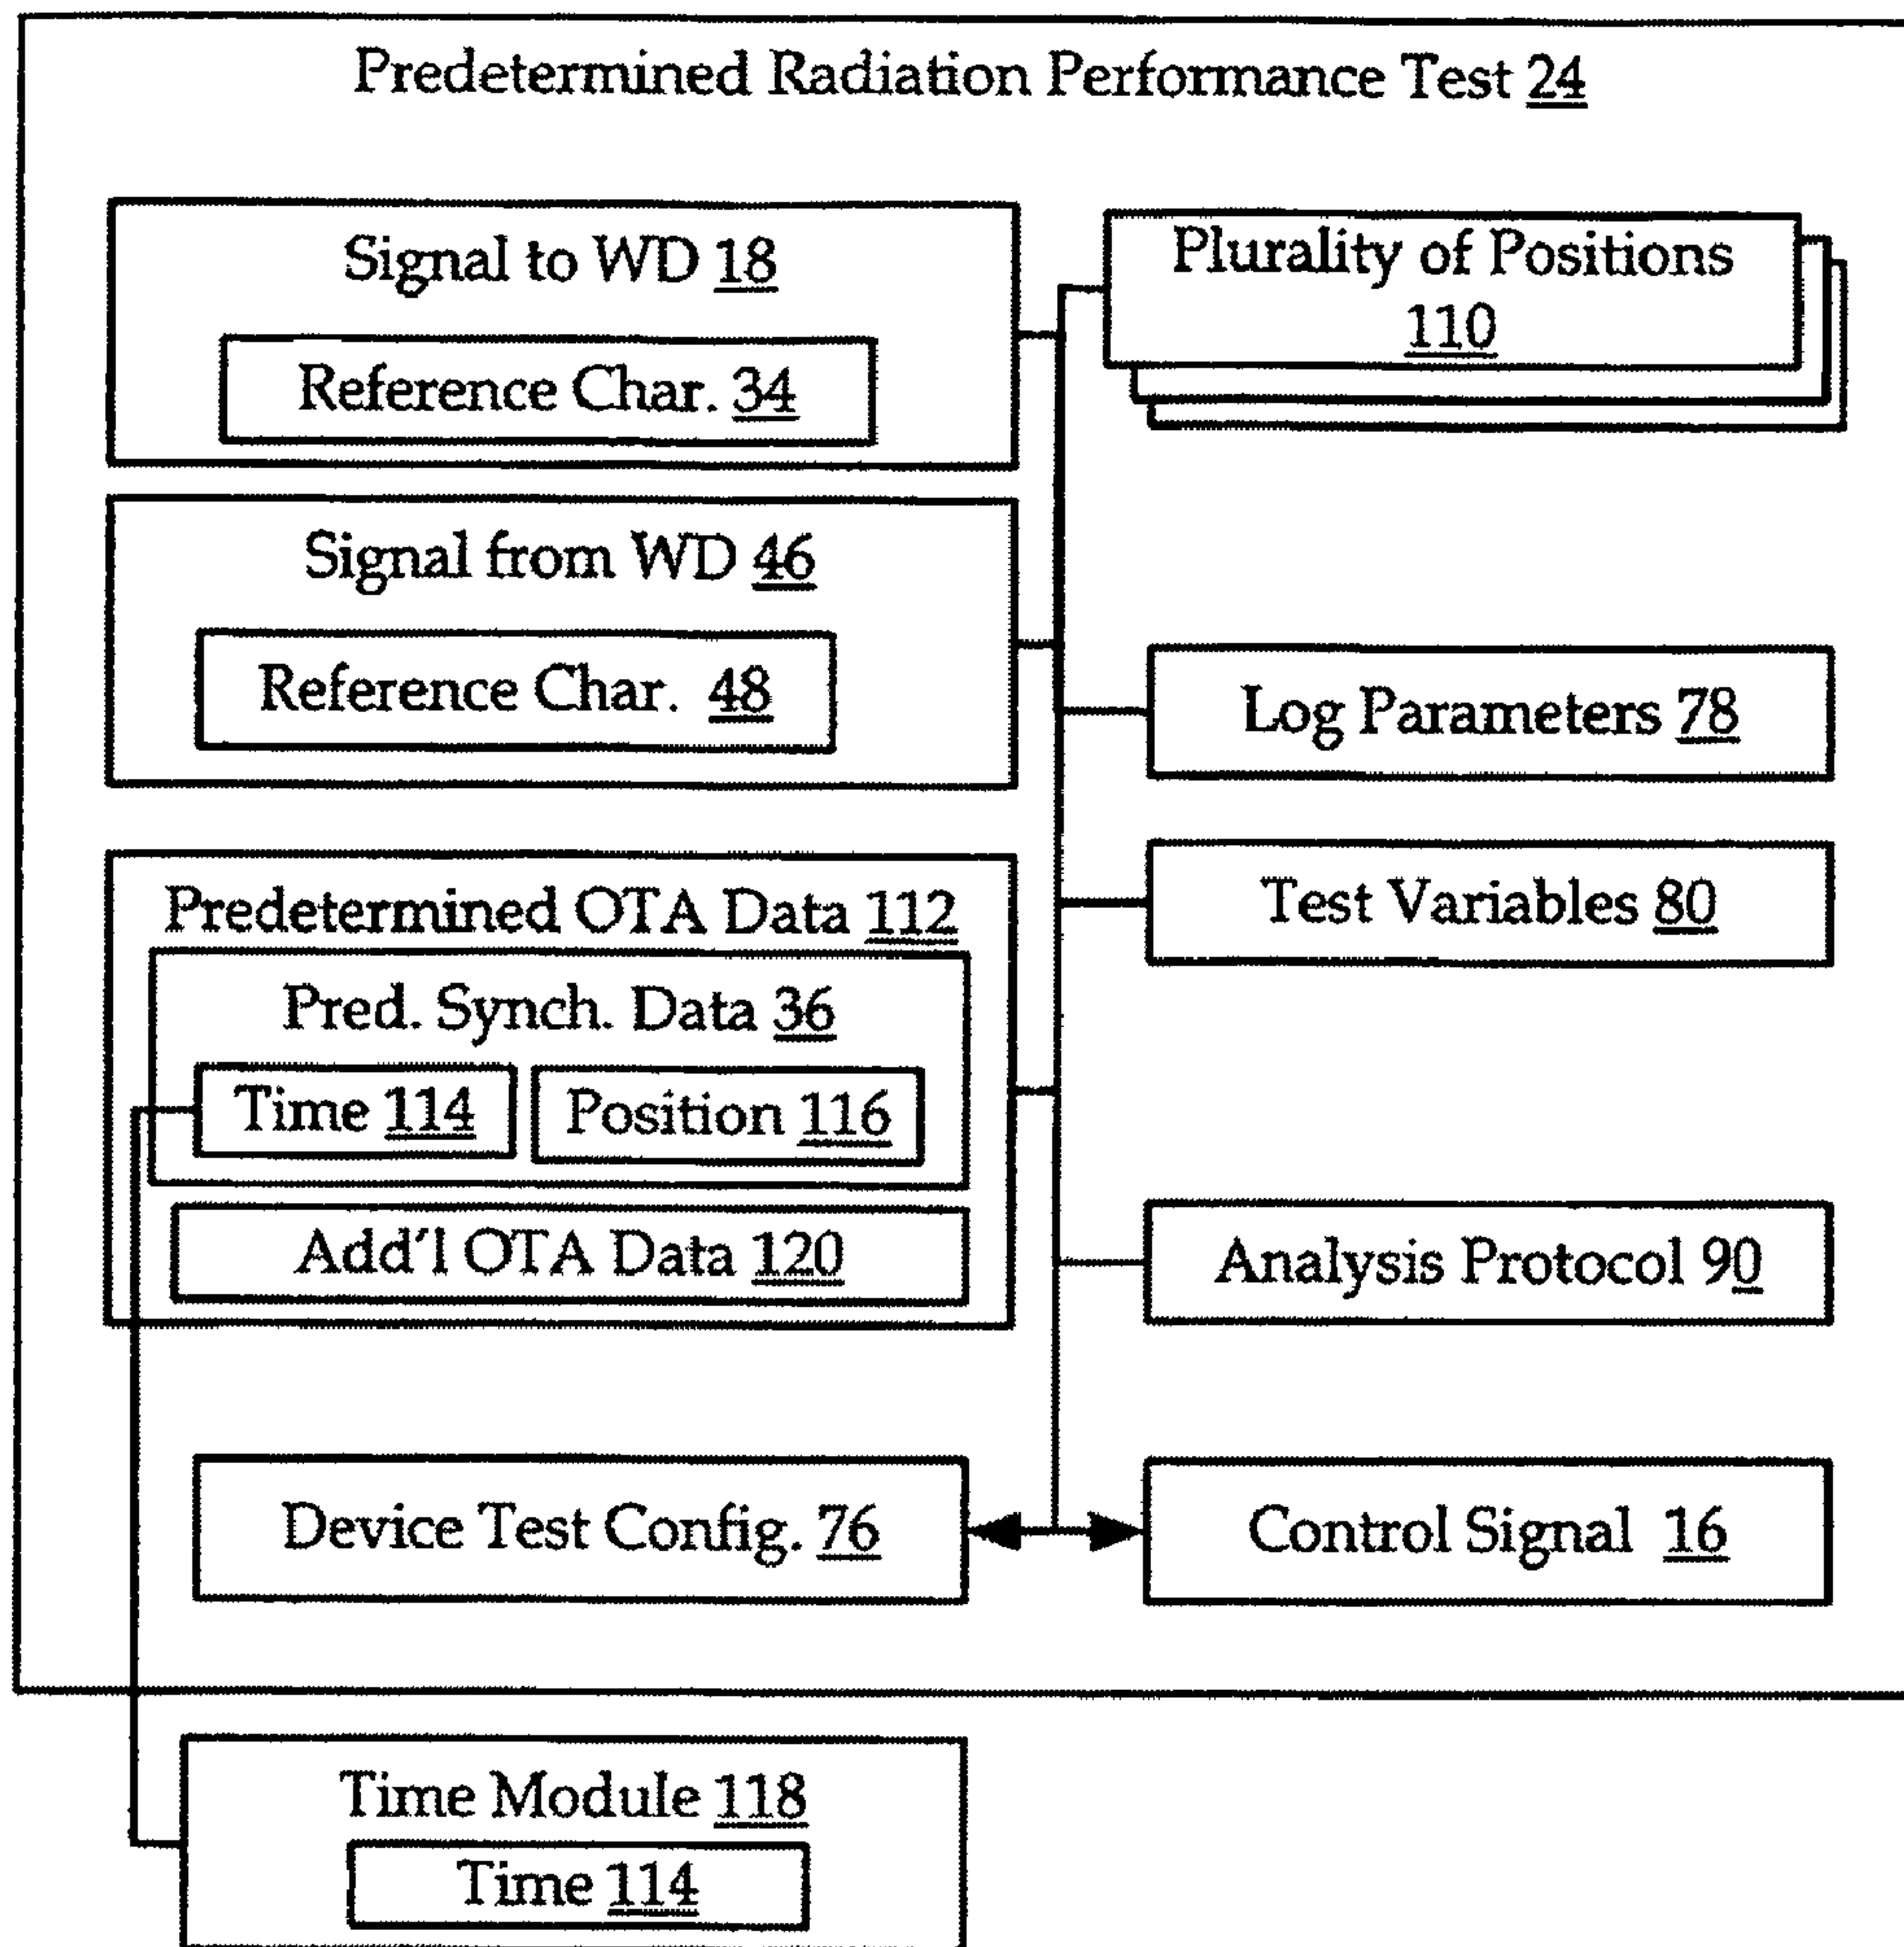 Predetermined Radiation Performance Test 24
Signal to WD 18
Reference Char. 34
Plurality of Positions
110
Signal from WD 46
Reference Char. 48
Log Parameters 78
Predetermined OTA Data 112
Pred. Synch. Data 36
Time 114
Position 116
Add'l OTA Data 120
Test Variables 80
Analysis Protocol 90
Device Test Config. 76
Control Signal 16
Time Module 118
Time 114